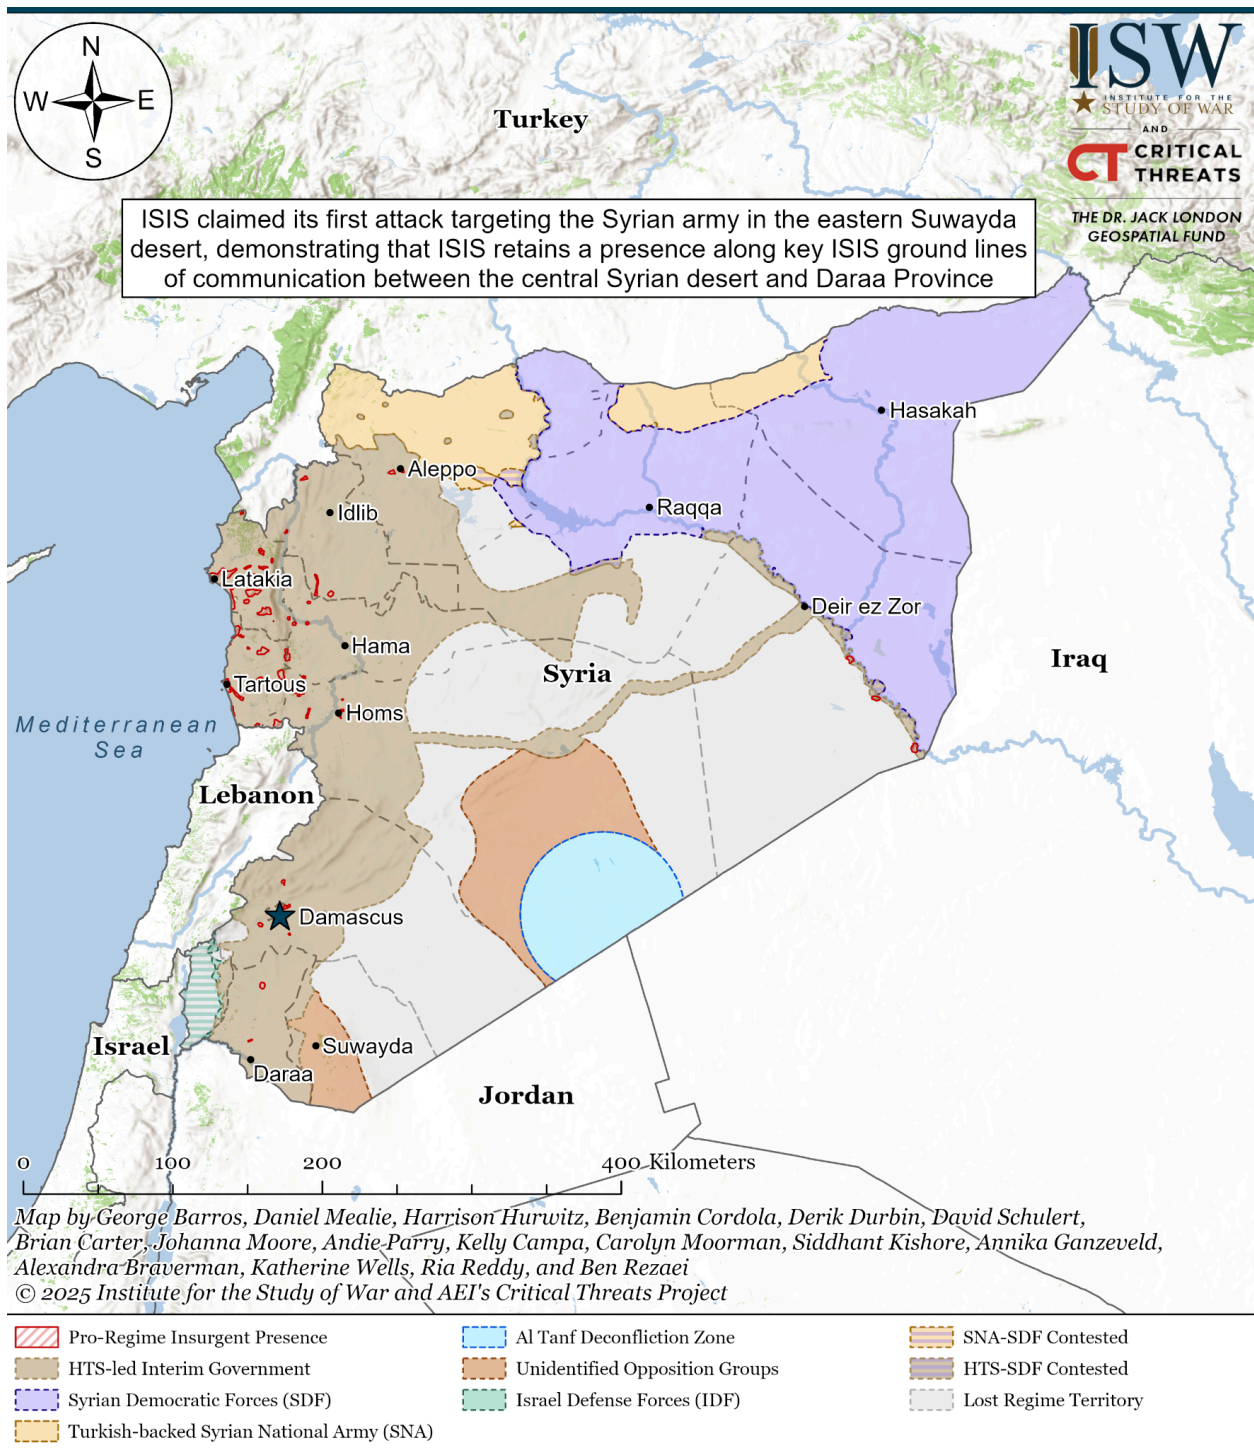 N
W
E
S
ISW
INSTITUTE FOR THE
STUDY OF WAR
AND
CT CRITICAL
THREATS
THE DR. JACK LONDON
GEOSPATIAL FUND
Turkey
ISIS claimed its first attack targeting the Syrian army in the eastern Suwayda
desert, demonstrating that ISIS retains a presence along key ISIS ground lines
of communication between the central Syrian desert and Daraa Province
Hasakah
Aleppo
Raqqa
Idlib
Latakia
Deir ez Zor
Hama
Syria
Iraq
Tartous
Homs
Mediterranean
Sea
Lebanon
Damascus
Israel
Suwayda
Daraa
Jordan
0 100 200 400 Kilometers
Map by George Barros, Daniel Mealie, Harrison Hurwitz, Benjamin Cordola, Derik Durbin, David Schulert,
Brian Carter, Johanna Moore, Andie Parry, Kelly Campa, Carolyn Moorman, Siddhant Kishore, Annika Ganzeveld,
Alexandra Braverman, Katherine Wells, Ria Reddy, and Ben Rezaei
© 2025 Institute for the Study of War and AEI's Critical Threats Project
Pro-Regime Insurgent Presence
HTS-led Interim Government
Syrian Democratic Forces (SDF)
Turkish-backed Syrian National Army (SNA)
Al Tanf Deconfliction Zone
Unidentified Opposition Groups
Israel Defense Forces (IDF)
SNA-SDF Contested
HTS-SDF Contested
Lost Regime Territory